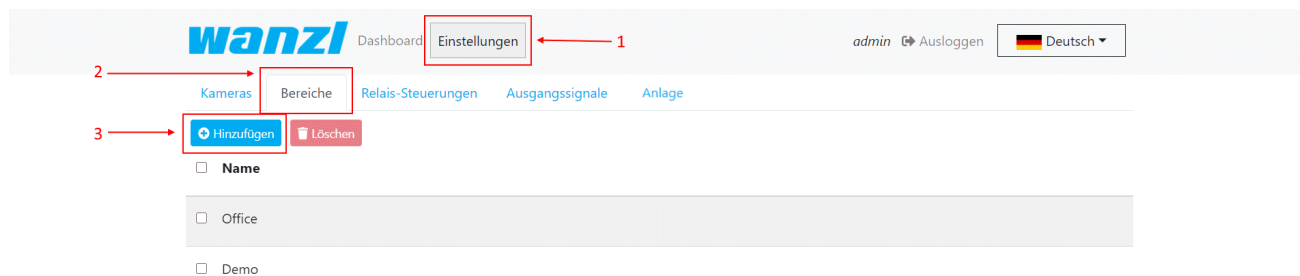 wanzl Dashboard Einstellungen 1 admin Ausloggen Deutsch
2
Kameras Bereiche Relais-Steuerungen Ausgangssignale Anlage
3 Hinzufügen Löschen
Name
Office
Demo